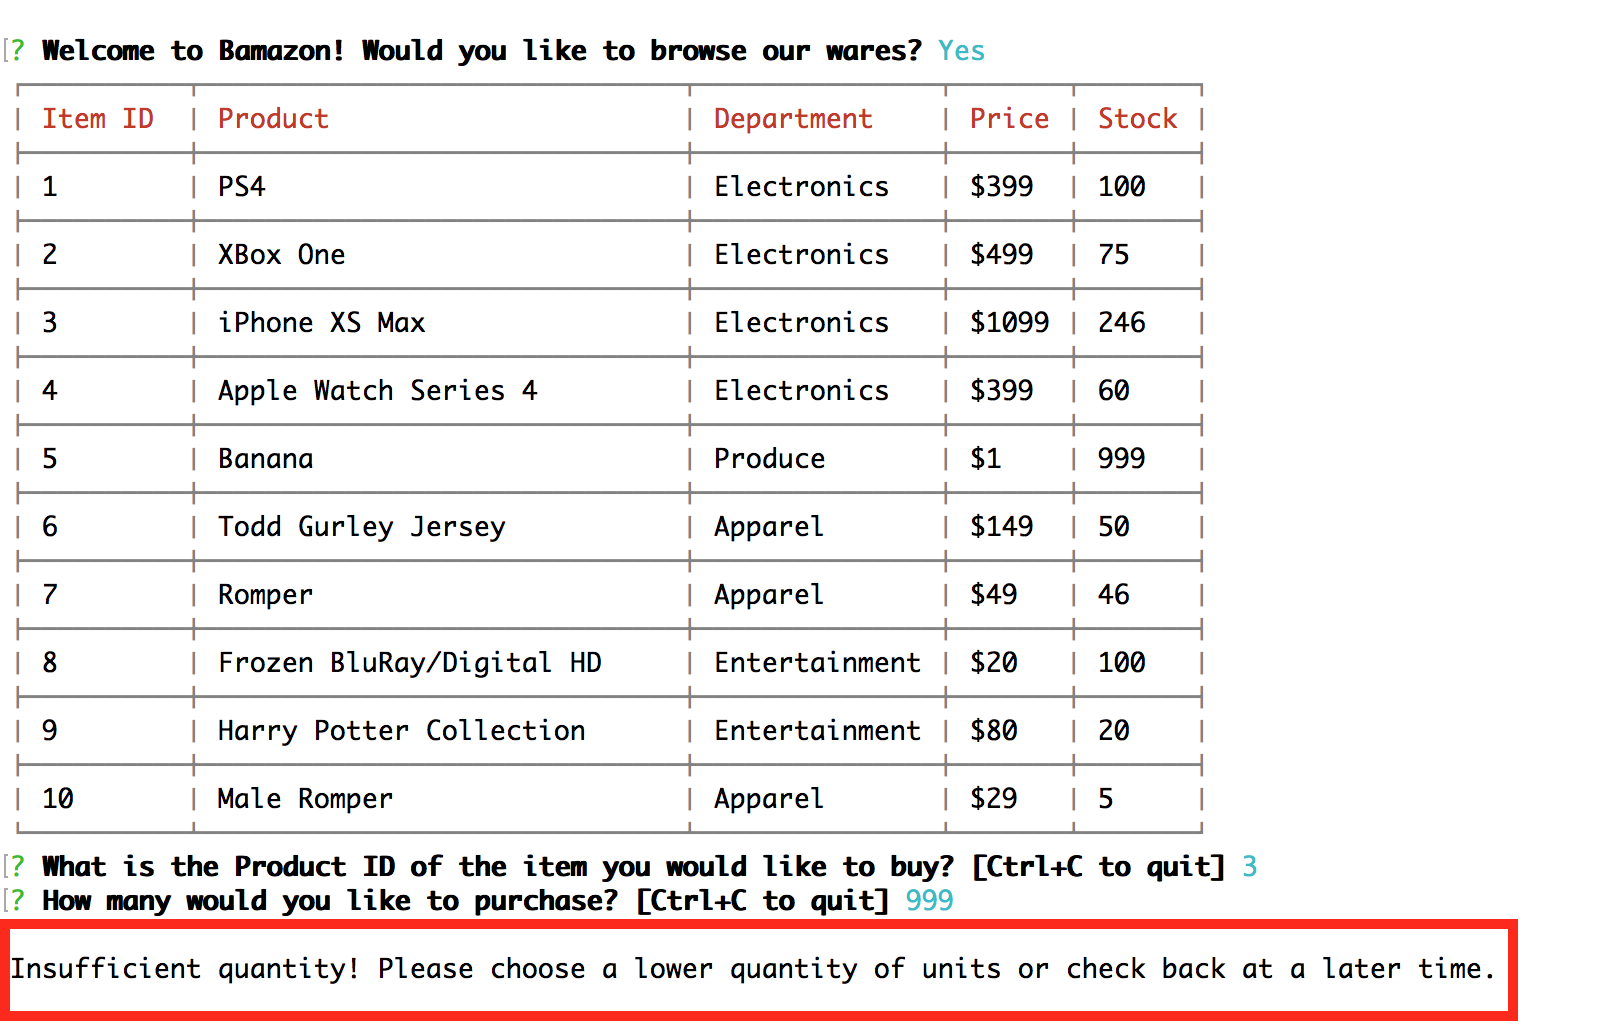 ? Welcome to Bamazon! Would you like to browse our wares? Yes
Item ID Product Department Price Stock
1 PS4 Electronics $399 100
2 XBox One Electronics $499 75
3 iPhone XS Max Electronics $1099 246
4 Apple Watch Series 4 Electronics $399 60
5 Banana Produce $1 999
6 Todd Gurley Jersey Apparel $149 50
7 Romper Apparel $49 46
8 Frozen BluRay/Digital HD Entertainment $20 100
9 Harry Potter Collection Entertainment $80 20
10 Male Romper Apparel $29 5
? What is the Product ID of the item you would like to buy? [Ctrl+C to quit] 3
? How many would you like to purchase? [Ctrl+C to quit] 999
Insufficient quantity! Please choose a lower quantity of units or check back at a later time.